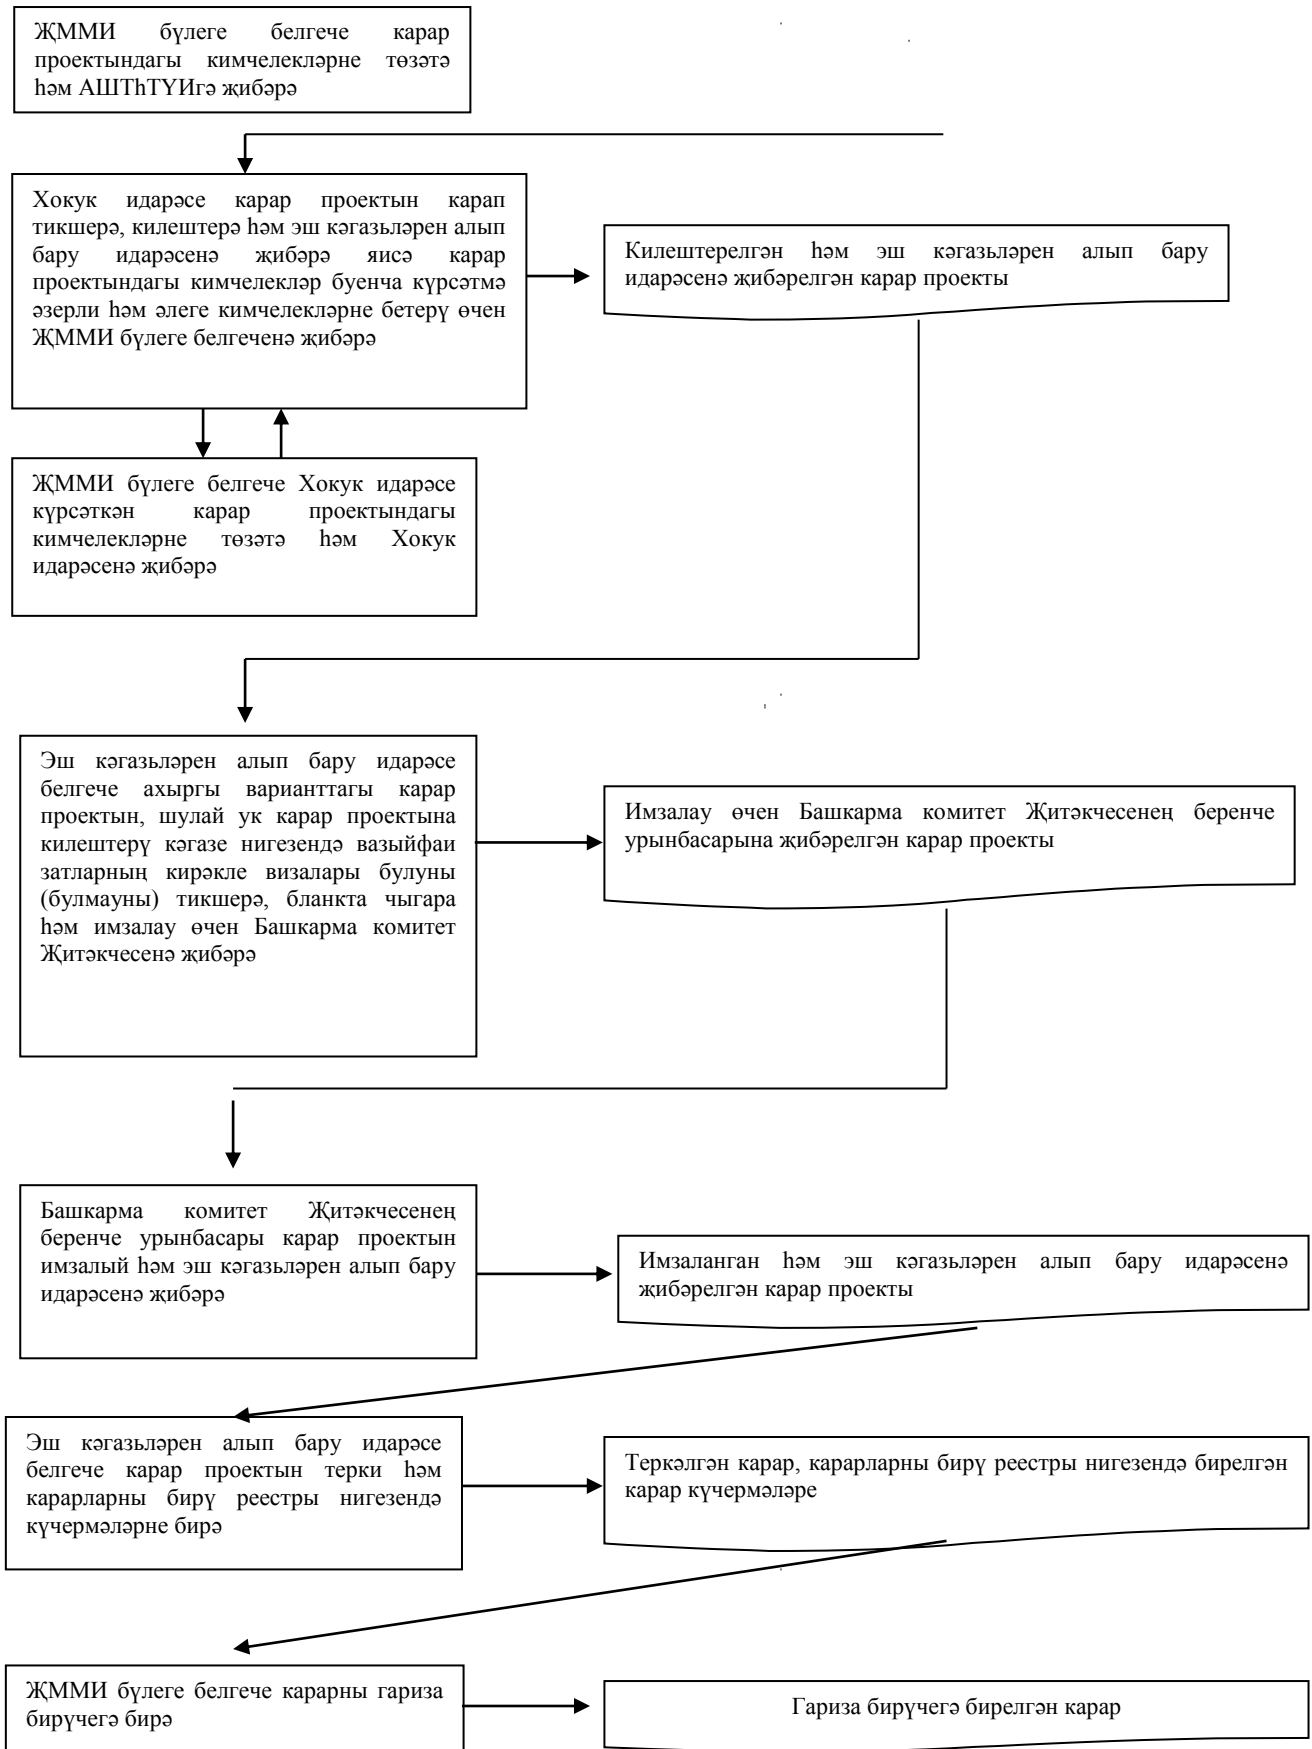 ҖММИ бүлеге белгече карар
проектындагы кимчелекләрне төзәтә
һәм АШТһТҮИгә җибәрә
Хокук идарәсе карар проектын карап
тикшерә, килештерә һәм эш кәгазьләрен алып
бару идарәсенә җибәрә яисә карар
проектындагы кимчелекләр буенча күрсәтмә
әзерли һәм әлеге кимчелекләрне бетерү өчен
ҖММИ бүлеге белгеченә җибәрә
Килештерелгән һәм эш кәгазьләрен алып бару
идарәсенә җибәрелгән карар проекты
ҖММИ бүлеге белгече Хокук идарәсе
күрсәткән карар проектындагы
кимчелекләрне төзәтә һәм Хокук
идарәсенә җибәрә
Эш кәгазьләрен алып бару идарәсе
белгече ахыргы варианттагы карар
проектын, шулай ук карар проектына
килештерү кәгазе нигезендә вазыйфаи
затларның кирәкле визалары булуны
(булмауны) тикшерә, бланкта чыгара
һәм имзалау өчен Башкарма комитет
Җитәкчесенә җибәрә
Имзалау өчен Башкарма комитет Җитәкчесенең беренче
урынбасарына җибәрелгән карар проекты
Башкарма комитет Җитәкчесенең
беренче урынбасары карар проектын
имзалый һәм эш кәгазьләрен алып бару
идарәсенә җибәрә
Имзаланган һәм эш кәгазьләрен алып бару идарәсенә
җибәрелгән карар проекты
Эш кәгазьләрен алып бару идарәсе
белгече карар проектын терки һәм
карарларны бирү реестры нигезендә
күчермәләрне бирә
Теркәлгән карар, карарларны бирү реестры нигезендә бирелгән
карар күчермәләре
ҖММИ бүлеге белгече карарны гариза
бирүчегә бирә
Гариза бирүчегә бирелгән карар